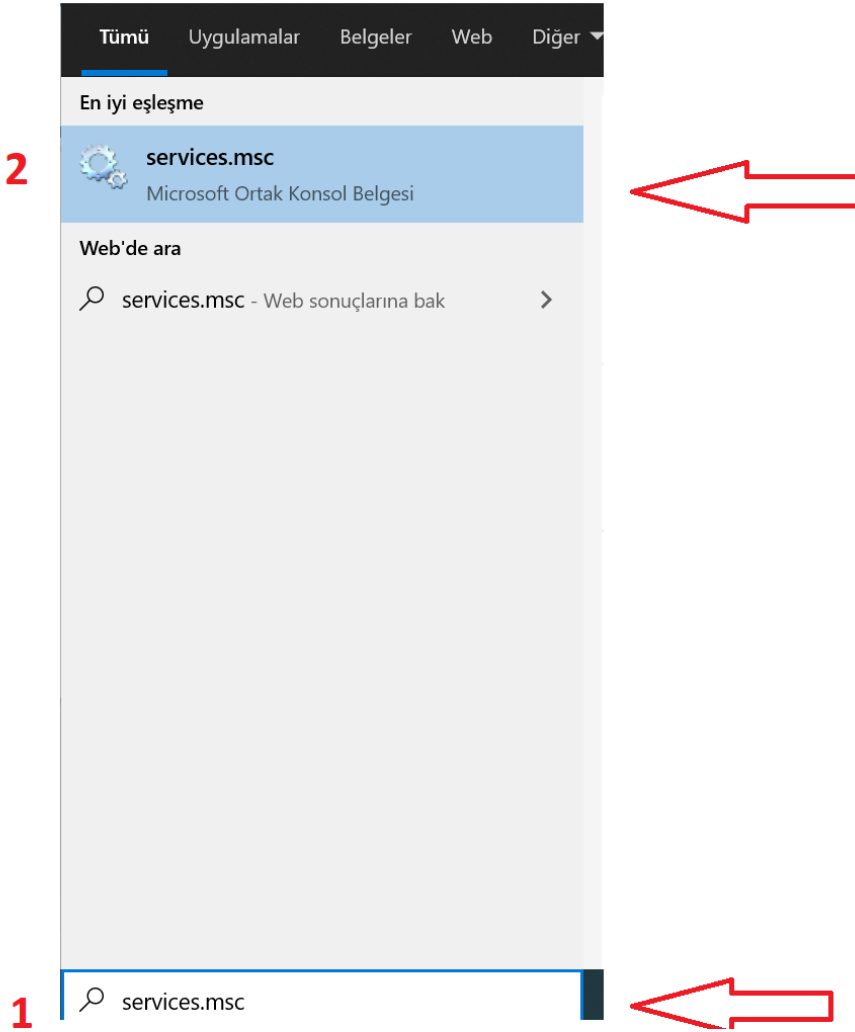 Tümü Uygulamalar Belgeler Web Diğer
En iyi eşleşme
2
services.msc
Microsoft Ortak Konsol Belgesi
Web'de ara
services.msc - Web sonuçlarına bak
1
services.msc